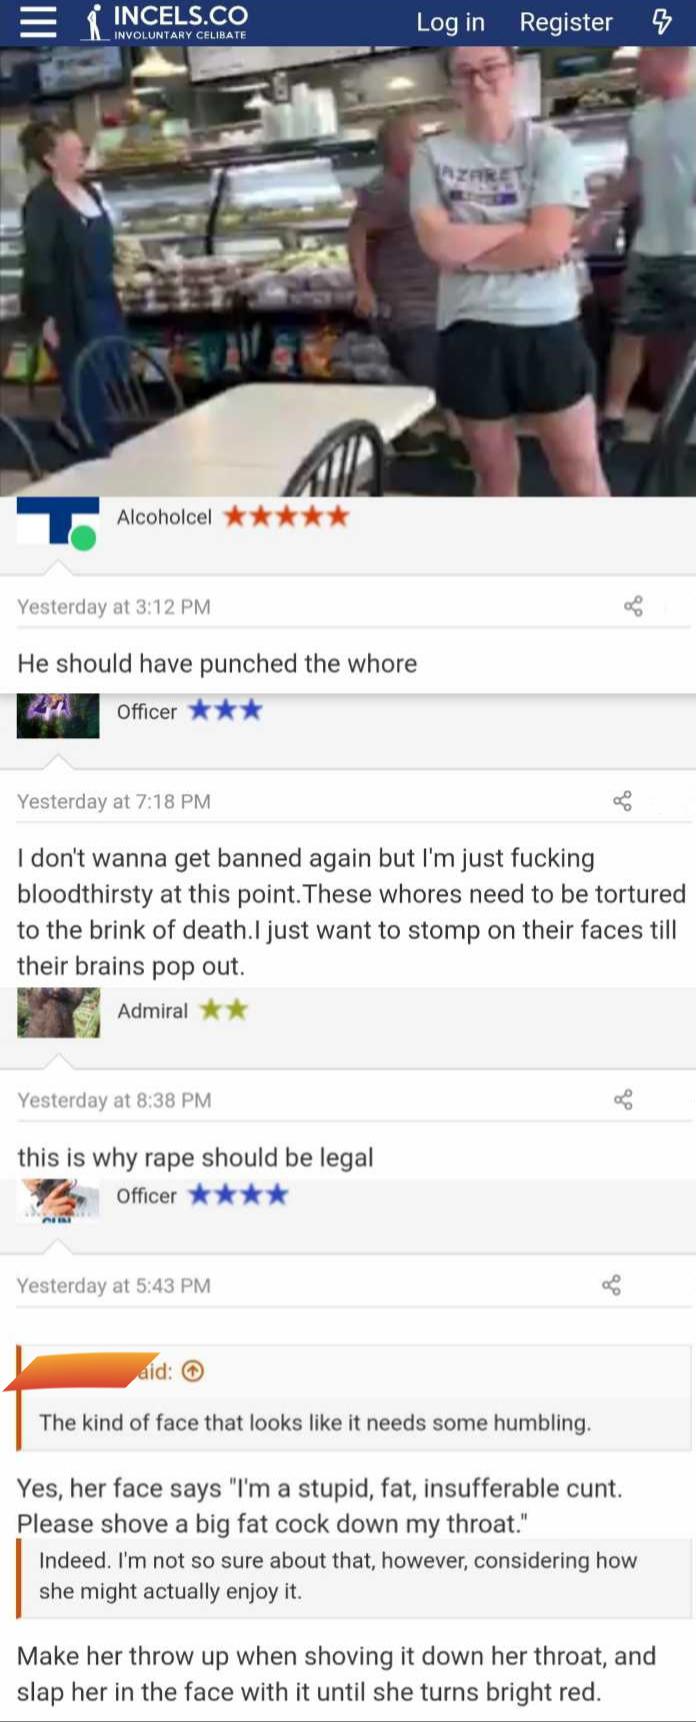 INCELS.CO
INVOLUNTARY CELIBATE
Log in Register
AZARET
Alcoholcel
Yesterday at 3:12 PM
He should have punched the whore
Officer
Yesterday at 7:18 PM
I don't wanna get banned again but I'm just fucking
bloodthirsty at this point.These whores need to be tortured
to the brink of death.I just want to stomp on their faces till
their brains pop out.
Admiral
Yesterday at 8:38 PM
this is why rape should be legal
Officer
Yesterday at 5:43 PM
aid:
The kind of face that looks like it needs some humbling.
Yes, her face says "I'm a stupid, fat, insufferable cunt.
Please shove a big fat cock down my throat."
Indeed. I'm not so sure about that, however, considering how
she might actually enjoy it.
Make her throw up when shoving it down her throat, and
slap her in the face with it until she turns bright red.